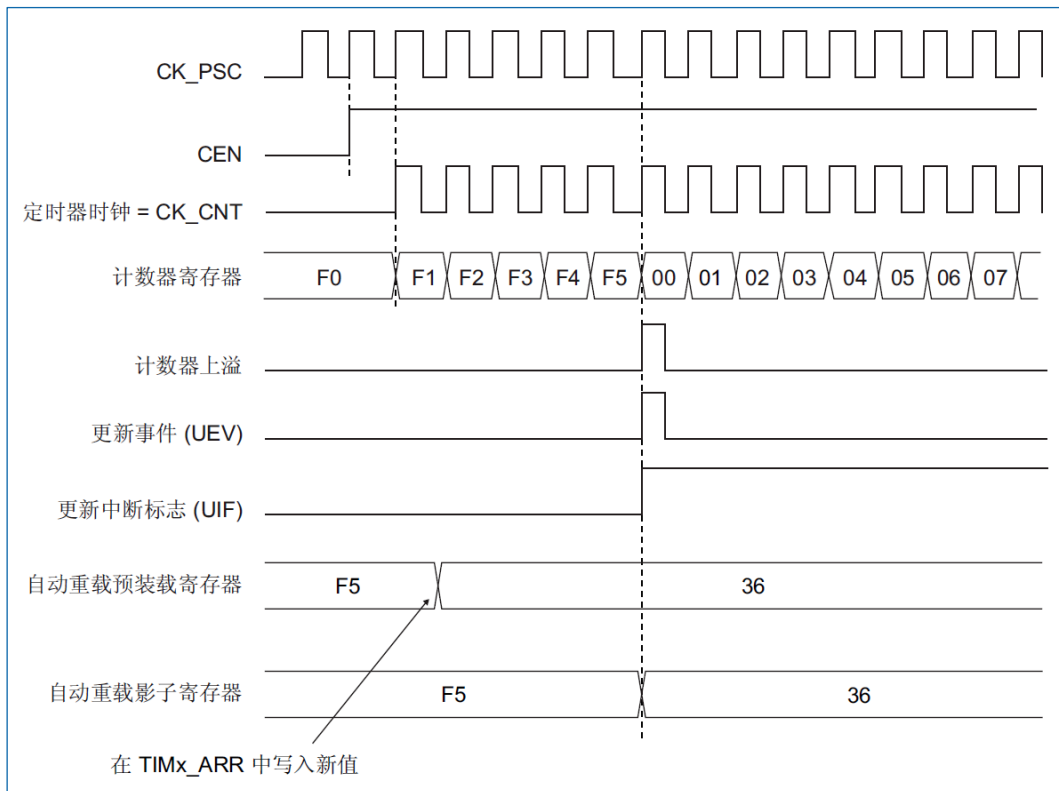 CK_PSC
CEN
定时器时钟 = CK_CNT
计数器寄存器 F0 F1 F2 F3 F4 F5 00 01 02 03 04 05 06 07
计数器上溢
更新事件 (UEV)
更新中断标志 (UIF)
自动重载预装载寄存器 F5 36
自动重载影子寄存器 F5 36
在 TIMx_ARR 中写入新值